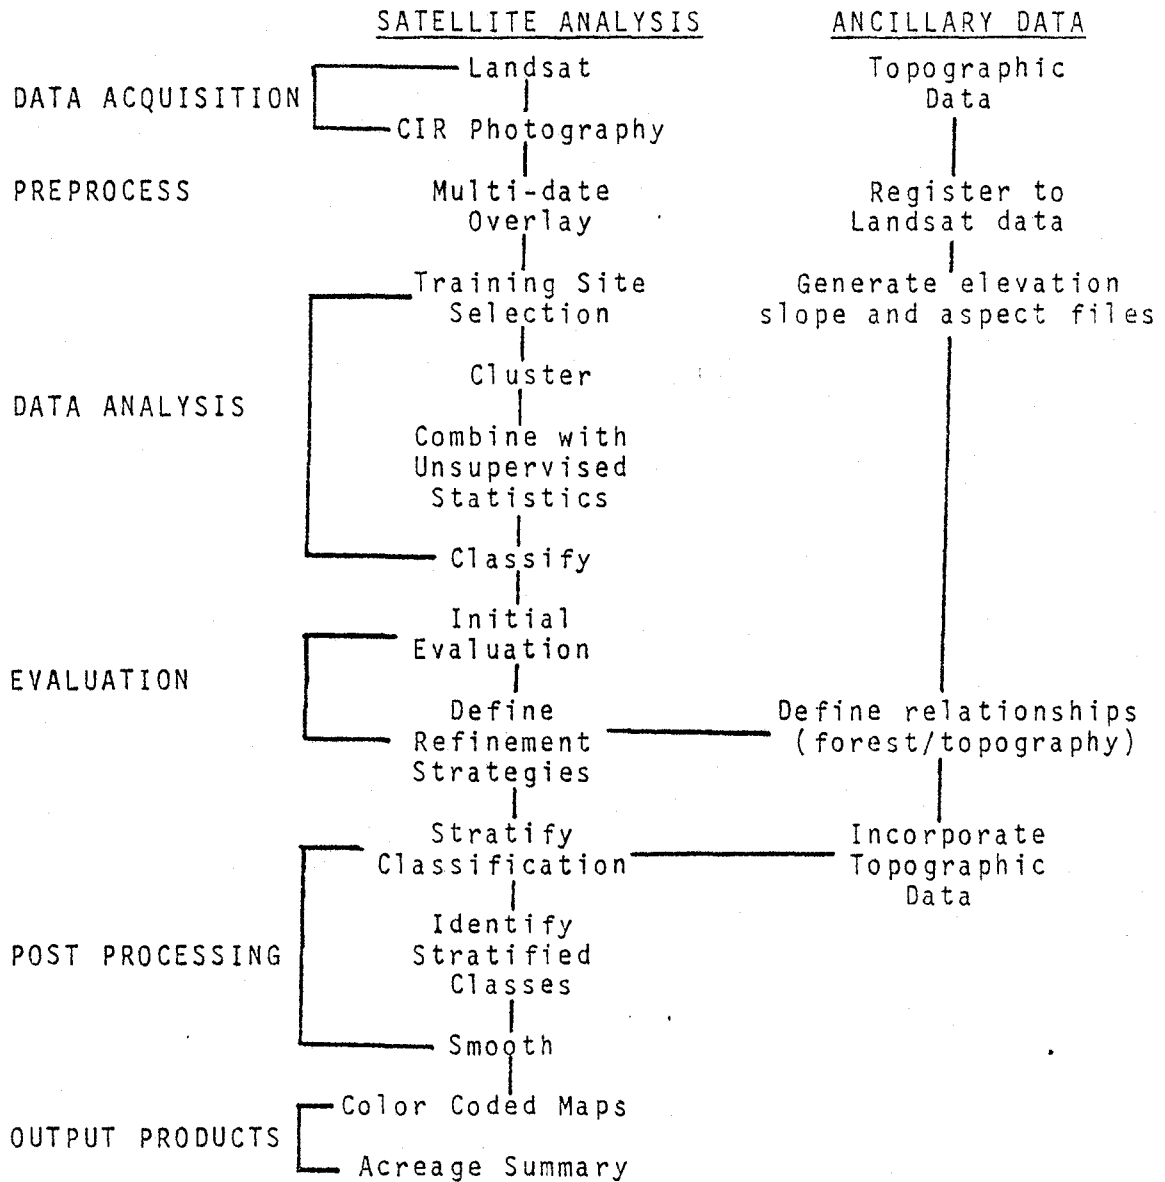 SATELLITE ANALYSIS
ANCILLARY DATA
DATA ACQUISITION
Landsat
CIR Photography
Topographic
Data
PREPROCESS
Multi-date
Overlay
Register to
Landsat data
DATA ANALYSIS
Training Site
Selection
Generate elevation
slope and aspect files
Cluster
Combine with
Unsupervised
Statistics
Classify
EVALUATION
Initial
Evaluation
Define
Refinement
Strategies
Define relationships
(forest/topography)
POST PROCESSING
Stratify
Classification
Incorporate
Topographic
Data
Identify
Stratified
Classes
Smooth
OUTPUT PRODUCTS
Color Coded Maps
Acreage Summary